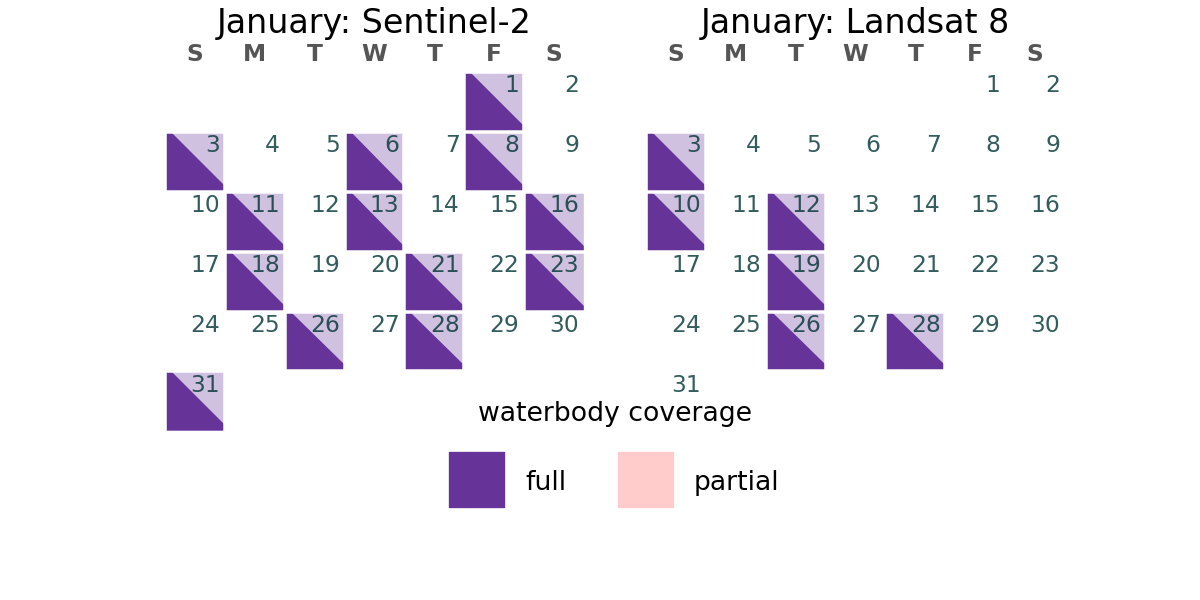 January: Sentinel-2
S M T W T F S
1 2
3 4 5 6 7 8 9
10 11 12 13 14 15 16
17 18 19 20 21 22 23
24 25 26 27 28 29 30
31
January: Landsat 8
S M T W T F S
1 2
3 4 5 6 7 8 9
10 11 12 13 14 15 16
17 18 19 20 21 22 23
24 25 26 27 28 29 30
31
waterbody coverage
full partial